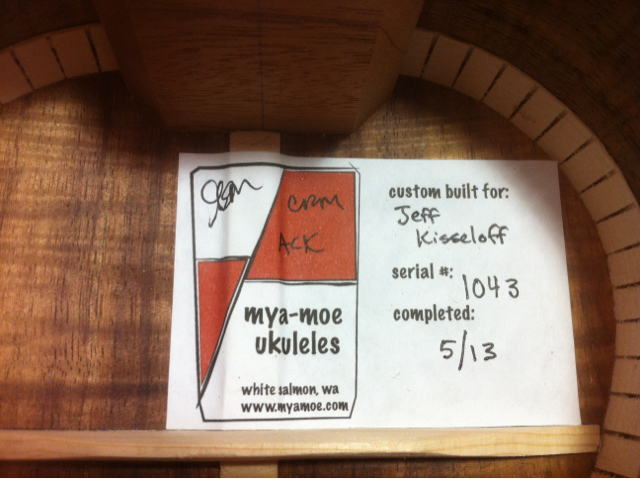 CRM
ACK
mya-moe
ukuleles
white salmon, wa
www.myamoe.com
custom built for:
Jeff
Kisseloff
serial #:
1043
completed:
5/13